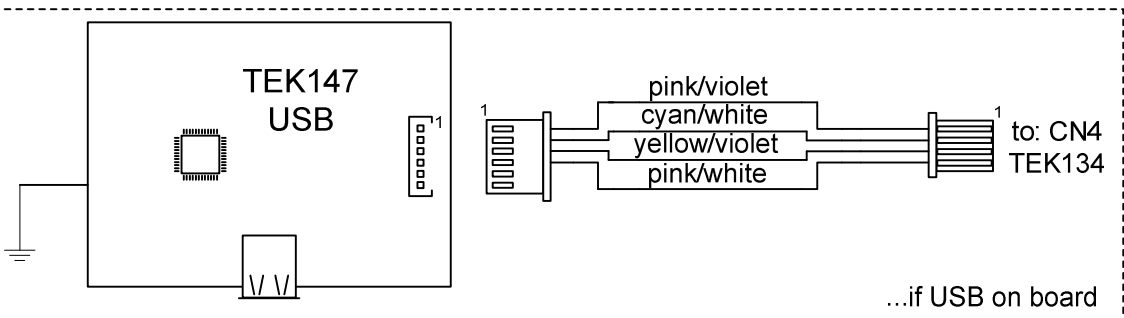 TEK147
USB
1
1
pink/violet
cyan/white
yellow/violet
pink/white
1
to: CN4
TEK134
...if USB on board